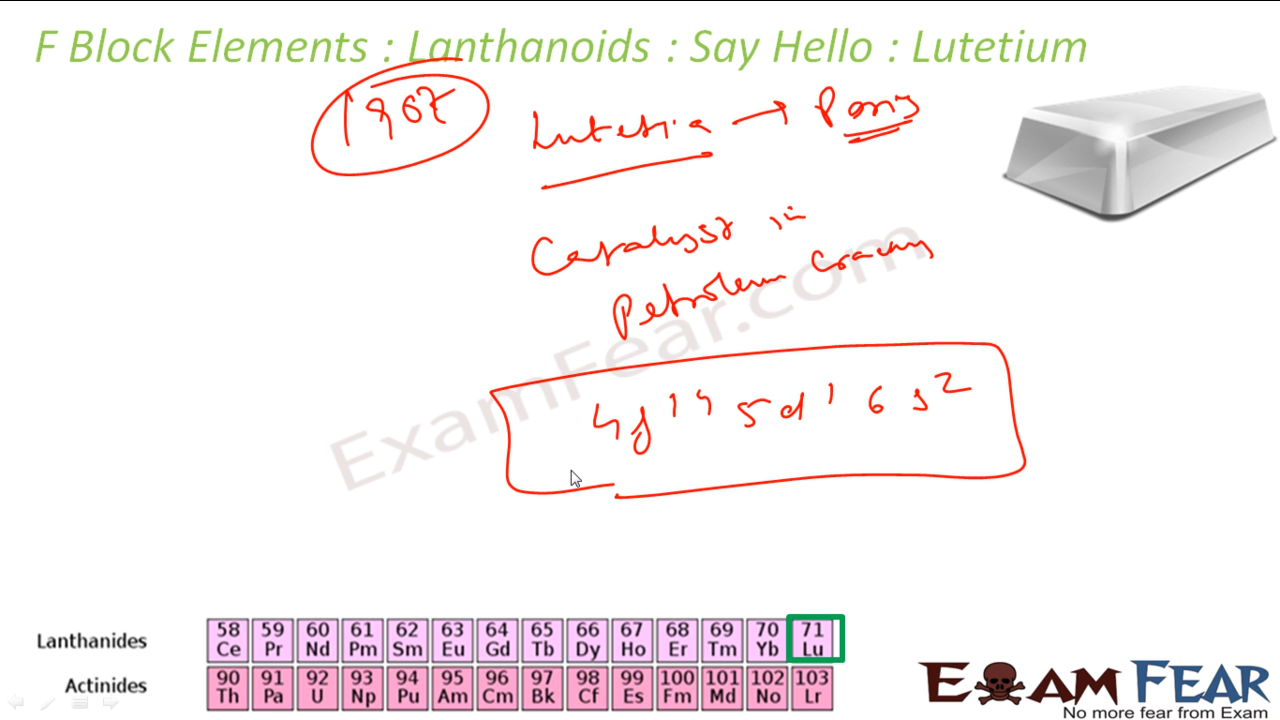 F Block Elements : Lanthanoids : Say Hello : Lutetium
1907
Lutetia → Paris
Catalyst in
Petroleum Cracking
4f¹⁴ 5d¹ 6s²
ExamFear.com
Lanthanides 58 Ce 59 Pr 60 Nd 61 Pm 62 Sm 63 Eu 64 Gd 65 Tb 66 Dy 67 Ho 68 Er 69 Tm 70 Yb 71 Lu
Actinides 90 Th 91 Pa 92 U 93 Np 94 Pu 95 Am 96 Cm 97 Bk 98 Cf 99 Es 100 Fm 101 Md 102 No 103 Lr
EXAM FEAR
No more fear from Exam